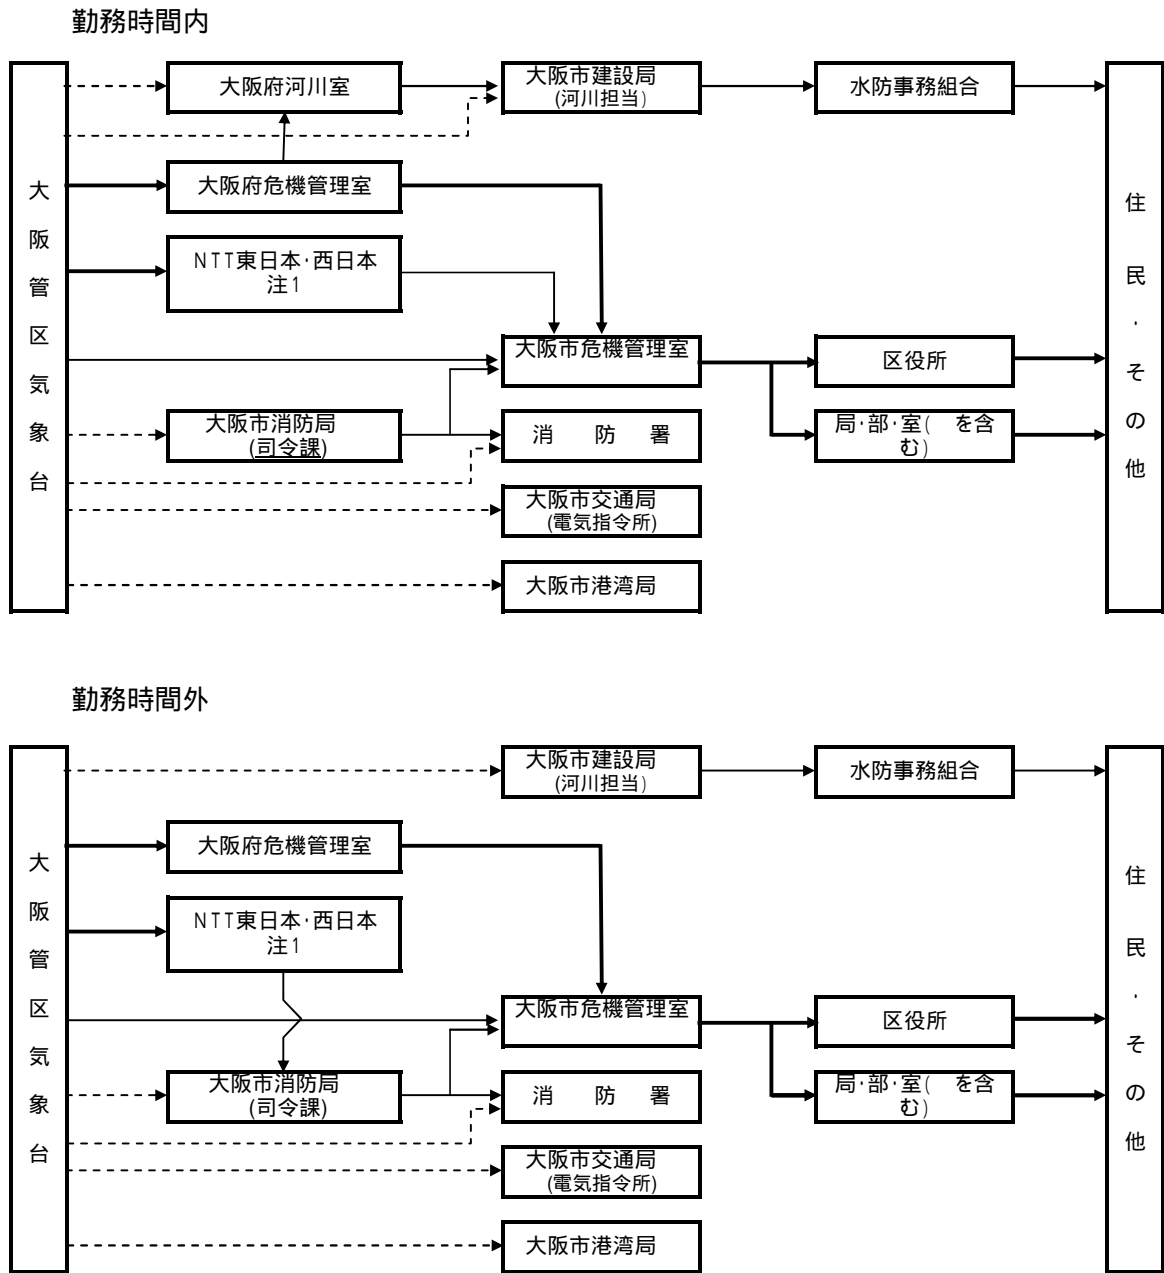 勤務時間内
大阪管区気象台
大阪府河川室
大阪市建設局
(河川担当)
水防事務組合
住民・その他
大阪府危機管理室
NTT東日本・西日本
注1
大阪市危機管理室
区役所
大阪市消防局
(司令課)
消 防 署
局・部・室( を含
む)
大阪市交通局
(電気指令所)
大阪市港湾局
勤務時間外
大阪管区気象台
大阪市建設局
(河川担当)
水防事務組合
住民・その他
大阪府危機管理室
NTT東日本・西日本
注1
大阪市危機管理室
区役所
大阪市消防局
(司令課)
消 防 署
局・部・室( を含
む)
大阪市交通局
(電気指令所)
大阪市港湾局